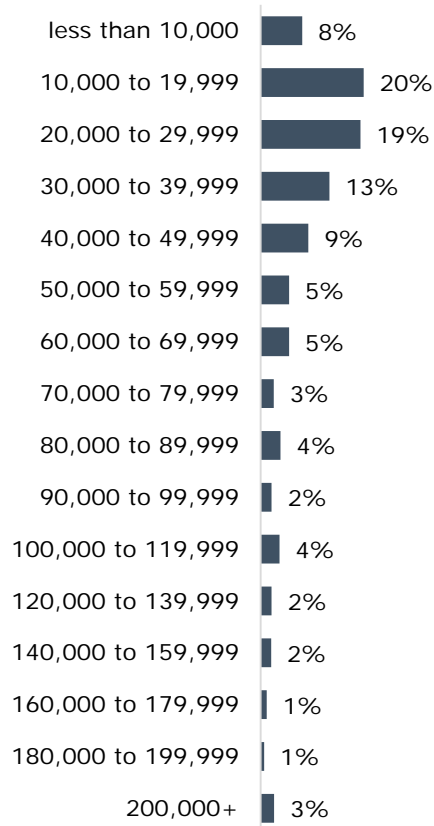 less than 10,000 8%
10,000 to 19,999 20%
20,000 to 29,999 19%
30,000 to 39,999 13%
40,000 to 49,999 9%
50,000 to 59,999 5%
60,000 to 69,999 5%
70,000 to 79,999 3%
80,000 to 89,999 4%
90,000 to 99,999 2%
100,000 to 119,999 4%
120,000 to 139,999 2%
140,000 to 159,999 2%
160,000 to 179,999 1%
180,000 to 199,999 1%
200,000+ 3%